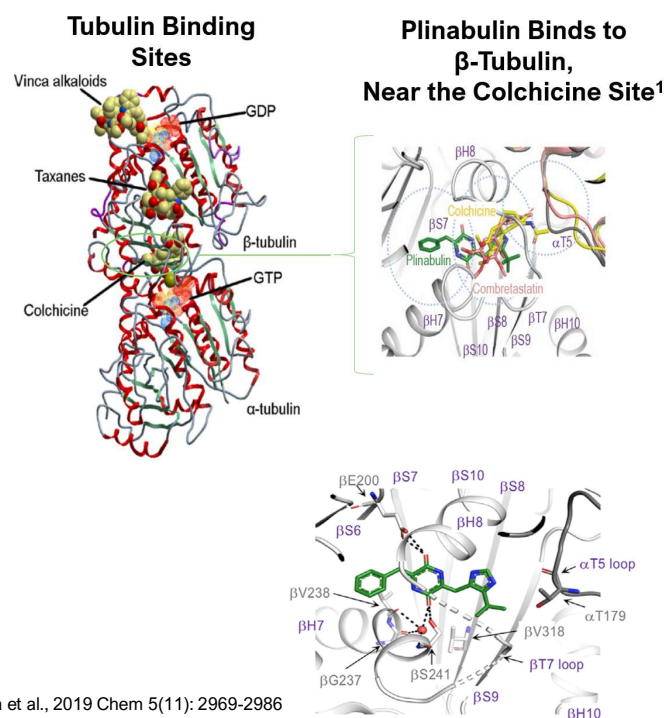 Tubulin Binding
Sites
Vinca alkaloids
GDP
Taxanes
β-tubulin
GTP
Colchicine
α-tubulin
Plinabulin Binds to
β-Tubulin,
Near the Colchicine Site¹
βH8
Colchicine
βS7
αT5
Plinabulin
Combretastatin
βH7
βS8
βT7
βH10
βS9
βS10
βE200
βS7
βS10
βS8
βS6
βH8
αT5 loop
βV238
αT179
βH7
βV318
βG237
βS241
βT7 loop
βS9
βH10
et al., 2019 Chem 5(11): 2969-2986